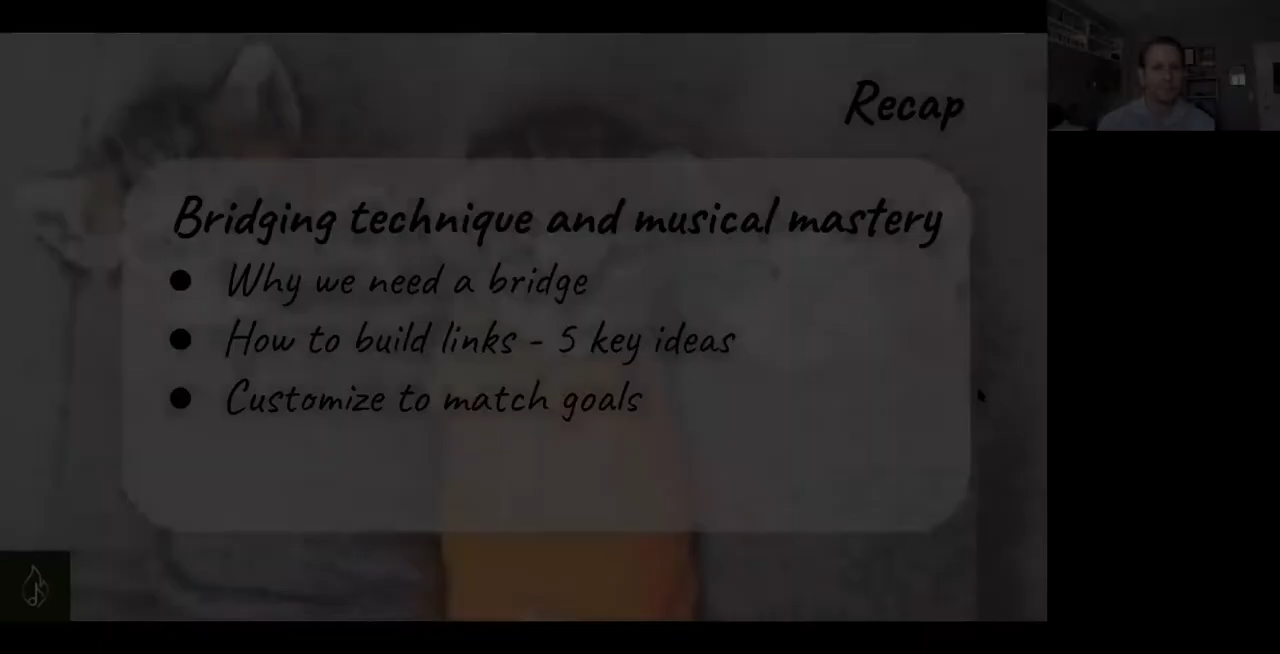 Recap
Bridging technique and musical mastery
● Why we need a bridge
● How to build links - 5 key ideas
● Customize to match goals